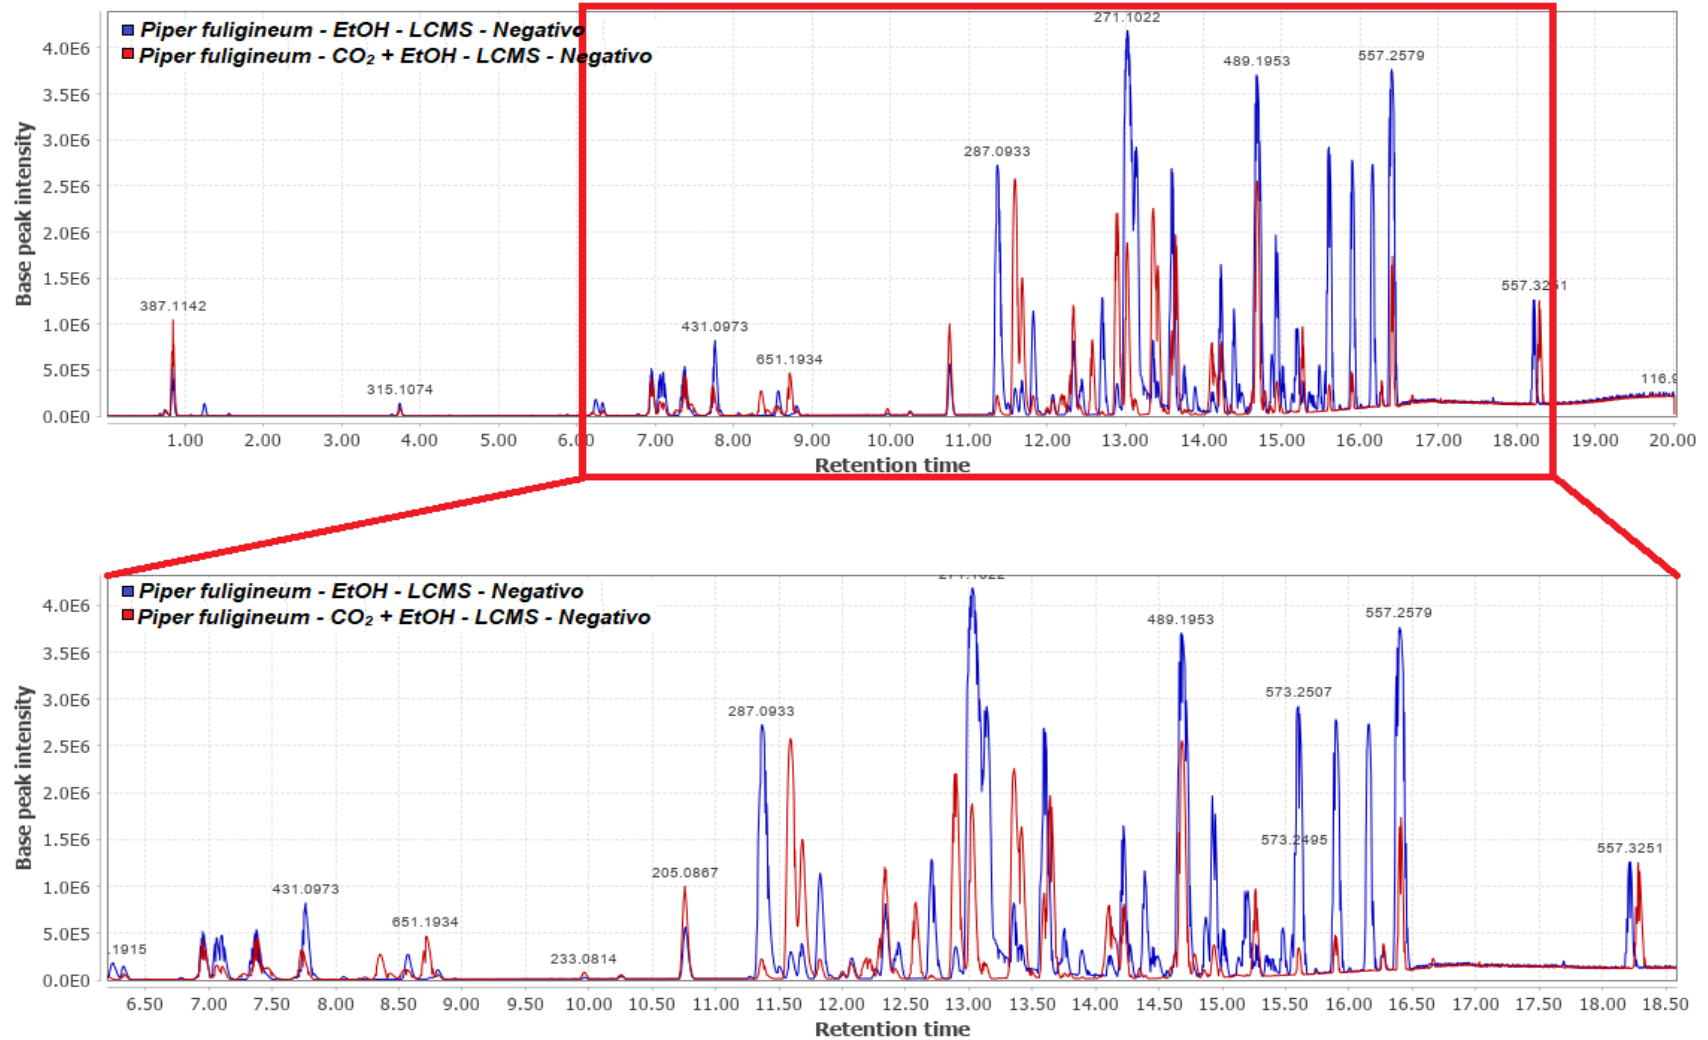 Piper fuligineum - EtOH - LCMS - Negativo
Piper fuligineum - CO₂ + EtOH - LCMS - Negativo
Base peak intensity
4.0E6
3.5E6
3.0E6
2.5E6
2.0E6
1.5E6
1.0E6
5.0E5
0.0E0
387.1142
315.1074
431.0973
651.1934
287.0933
271.1022
489.1953
557.2579
557.3251
116.9
1.00 2.00 3.00 4.00 5.00 6.00 7.00 8.00 9.00 10.00 11.00 12.00 13.00 14.00 15.00 16.00 17.00 18.00 19.00 20.00
Retention time
Piper fuligineum - EtOH - LCMS - Negativo
Piper fuligineum - CO₂ + EtOH - LCMS - Negativo
Base peak intensity
4.0E6
3.5E6
3.0E6
2.5E6
2.0E6
1.5E6
1.0E6
5.0E5
0.0E0
.1915
431.0973
651.1934
233.0814
205.0867
287.0933
271.1022
489.1953
573.2507
573.2495
557.2579
557.3251
6.50 7.00 7.50 8.00 8.50 9.00 9.50 10.00 10.50 11.00 11.50 12.00 12.50 13.00 13.50 14.00 14.50 15.00 15.50 16.00 16.50 17.00 17.50 18.00 18.50
Retention time